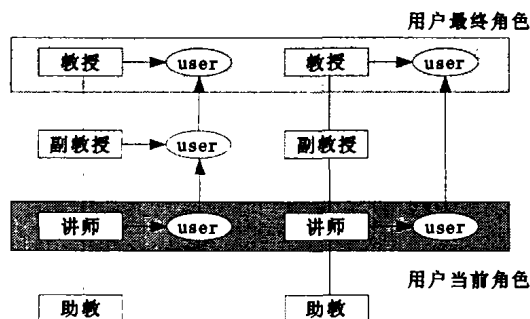 用户最终角色
教授 user 教授 user
副教授 user 副教授
讲师 user 讲师 user
用户当前角色
助教 助教